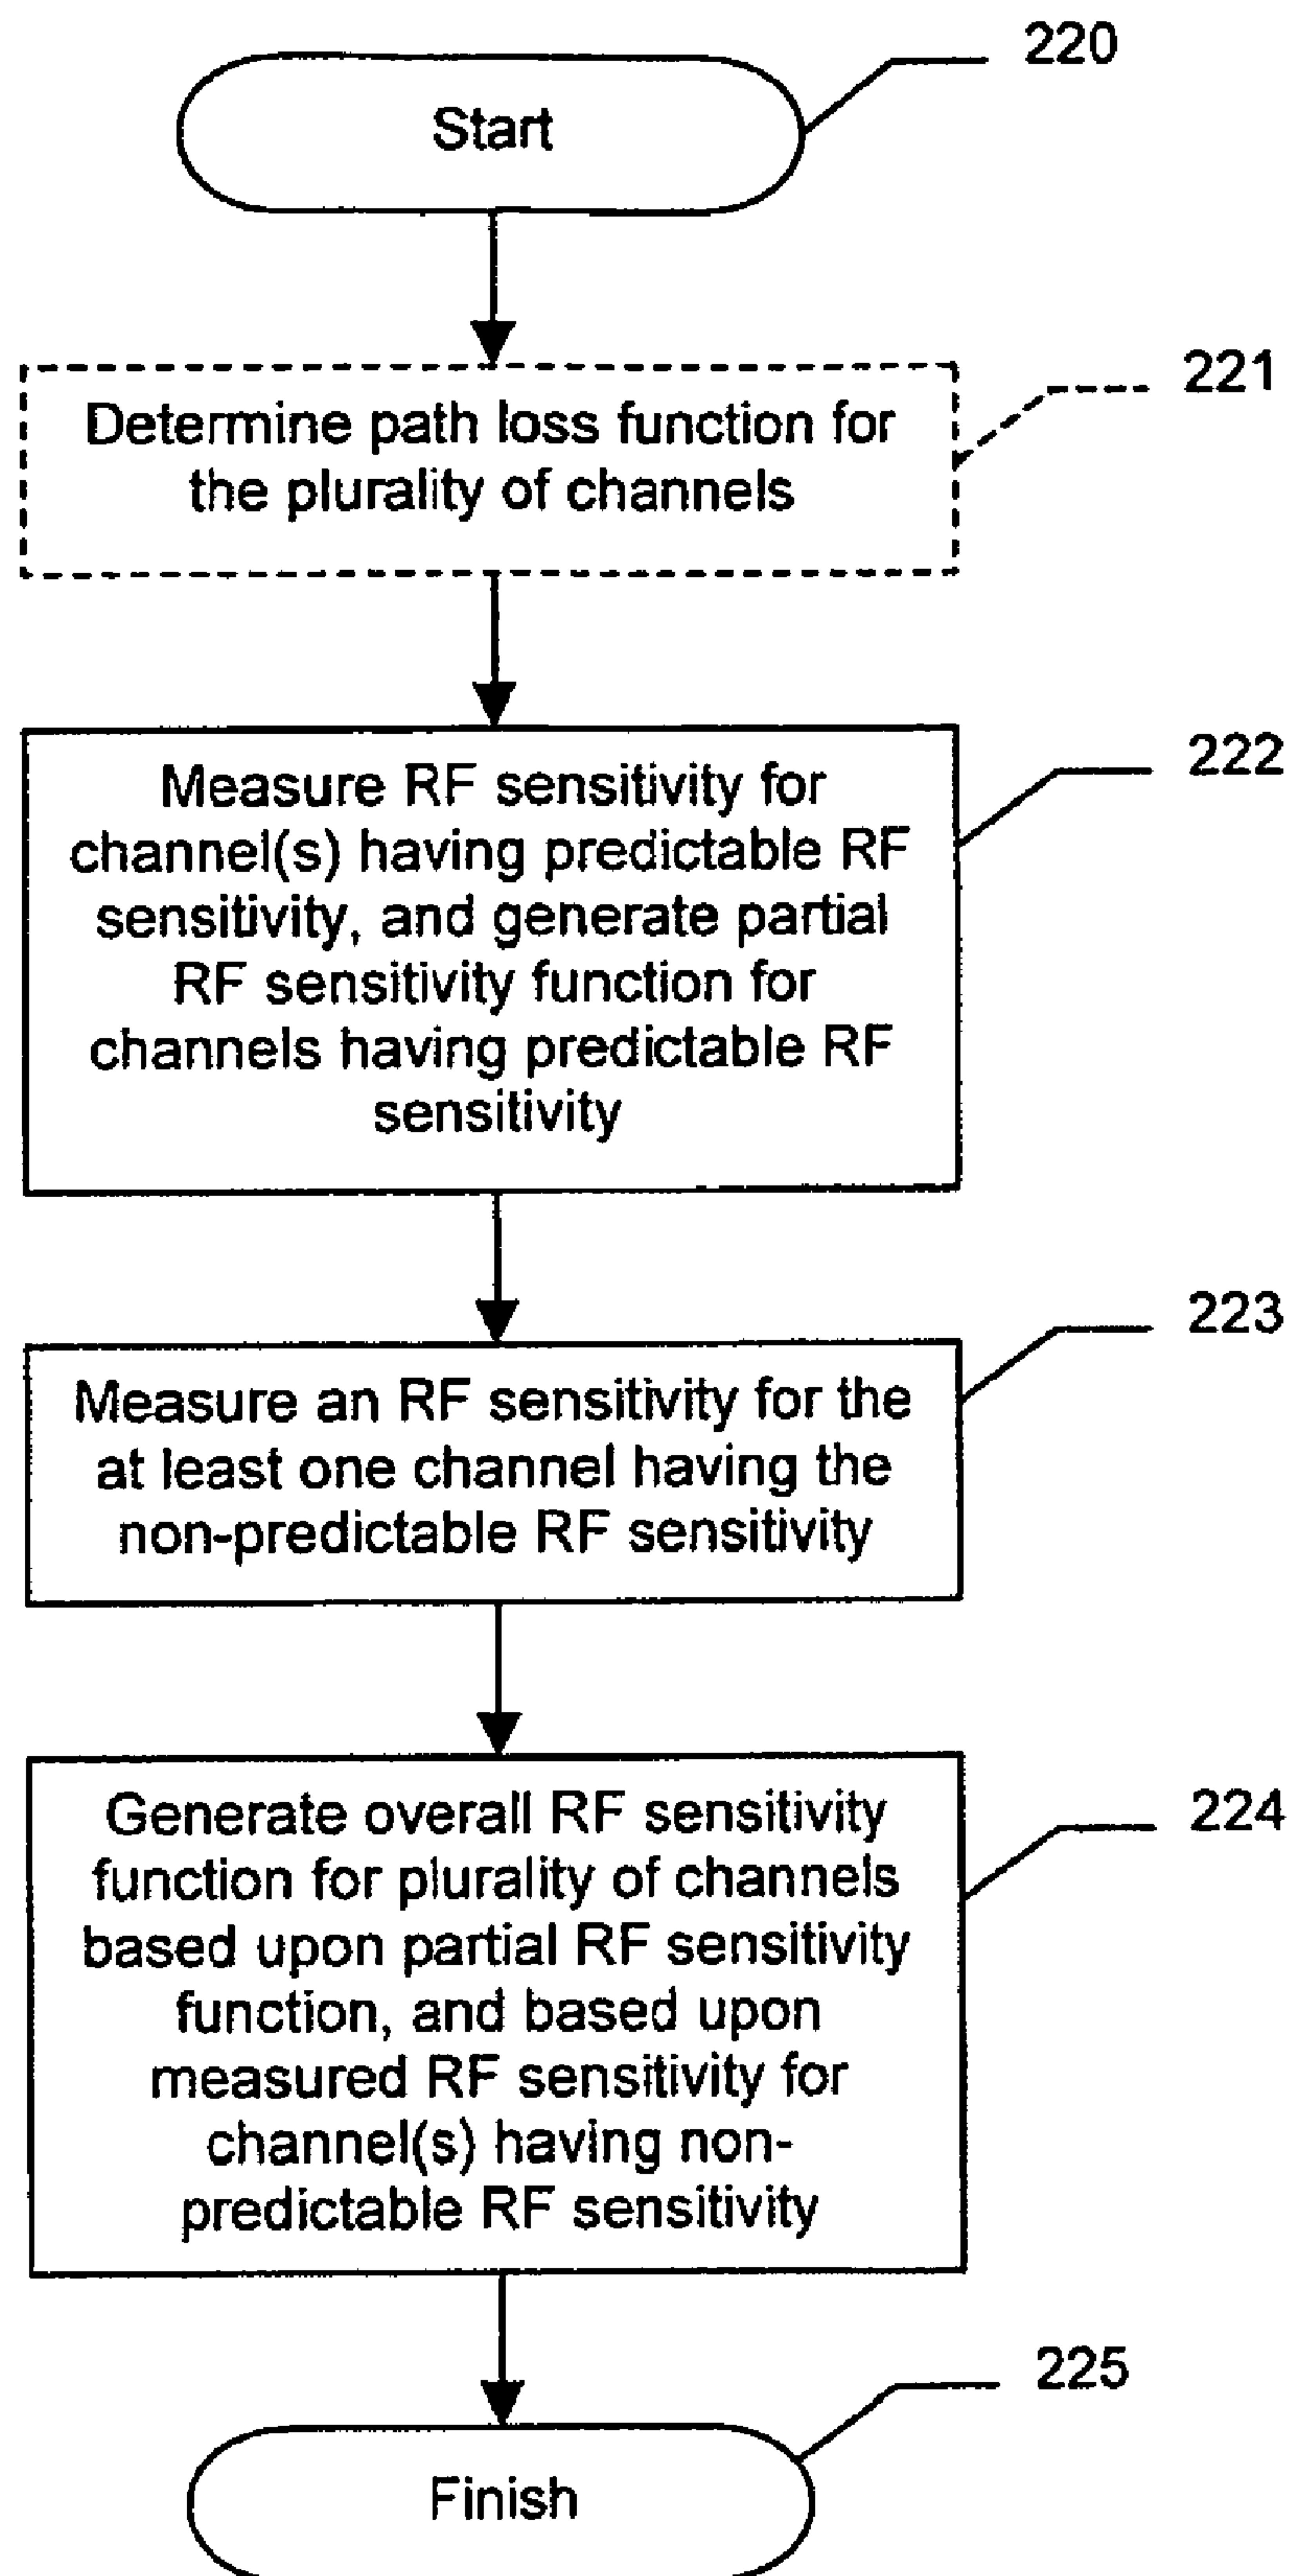 220
Start
221
Determine path loss function for
the plurality of channels
222
Measure RF sensitivity for
channel(s) having predictable RF
sensitivity, and generate partial
RF sensitivity function for
channels having predictable RF
sensitivity
223
Measure an RF sensitivity for the
at least one channel having the
non-predictable RF sensitivity
224
Generate overall RF sensitivity
function for plurality of channels
based upon partial RF sensitivity
function, and based upon
measured RF sensitivity for
channel(s) having non-
predictable RF sensitivity
225
Finish